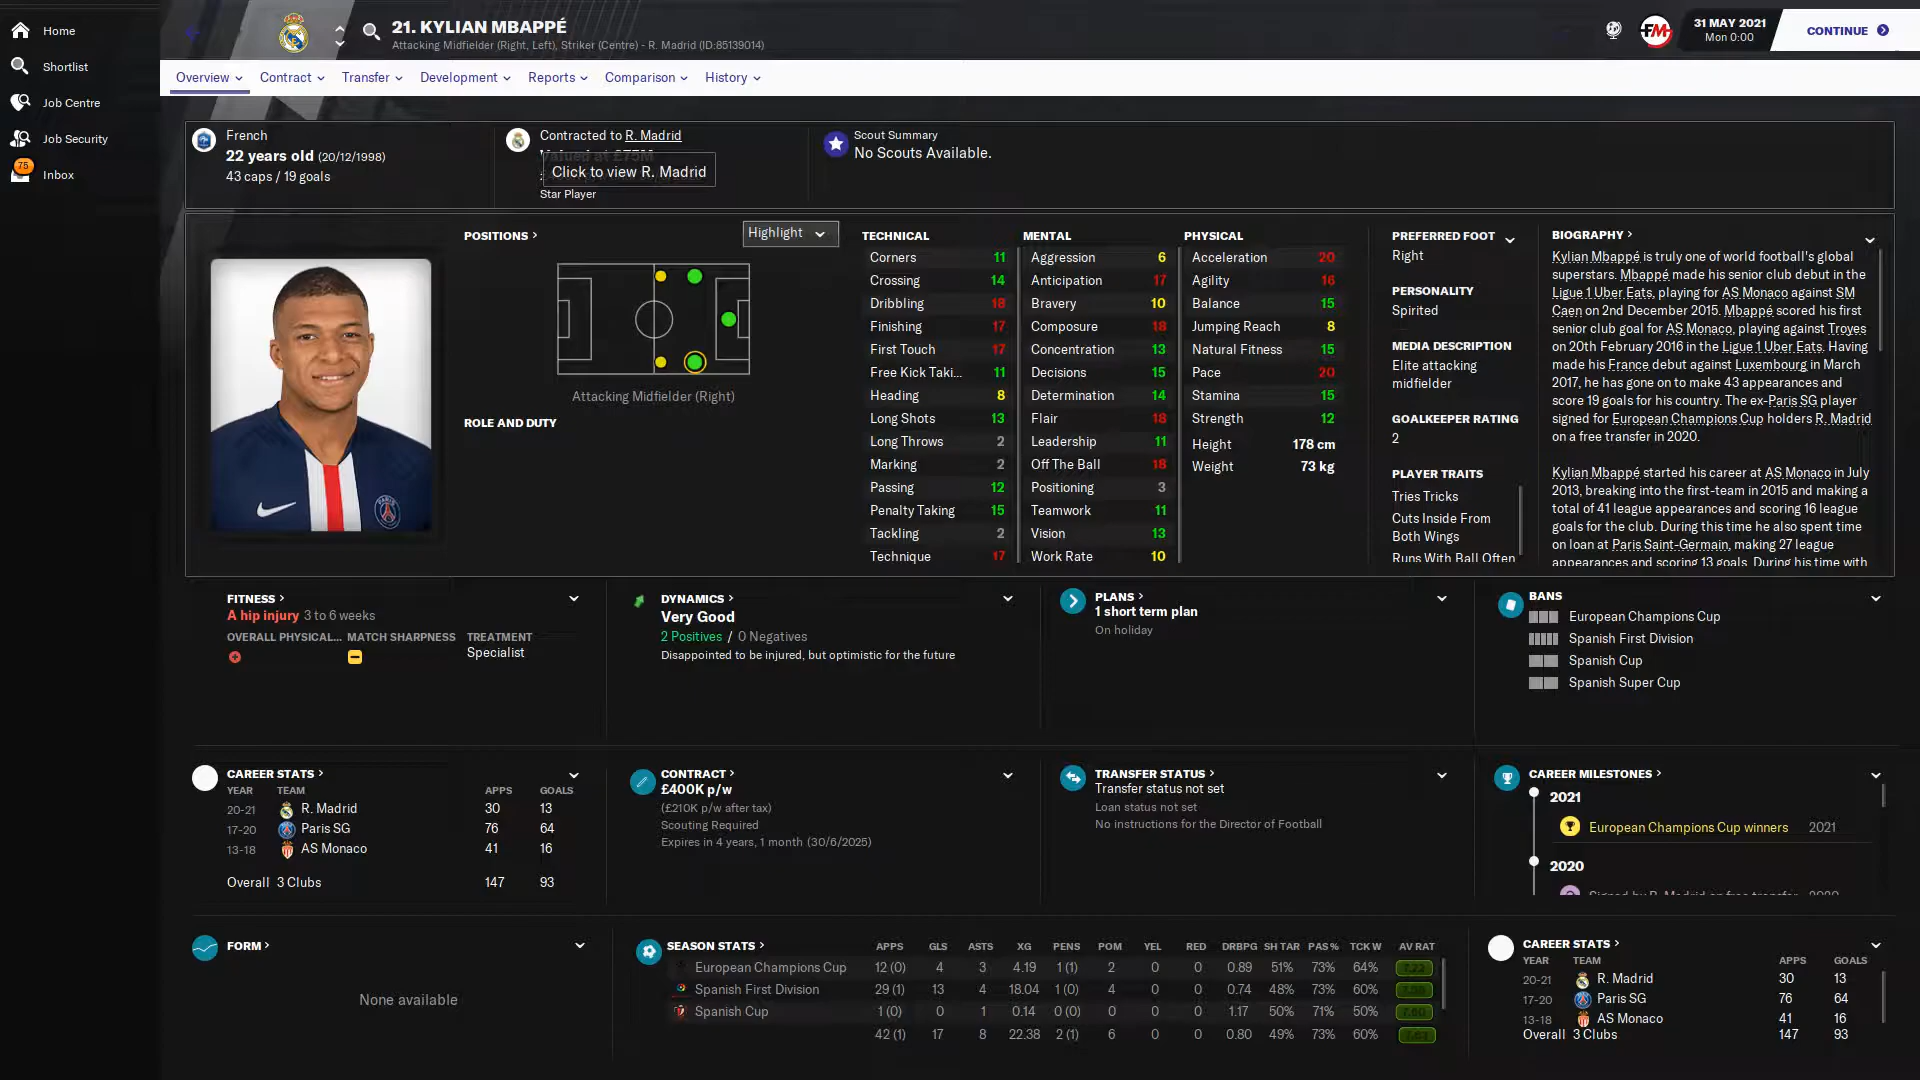 Home
Shortlist
Job Centre
Job Security
75
Inbox
21. KYLIAN MBAPPÉ
Attacking Midfielder (Right, Left), Striker (Centre) - R. Madrid (ID:85139014)
FM
31 MAY 2021
Mon 0:00
CONTINUE
Overview
Contract
Transfer
Development
Reports
Comparison
History
French
22 years old (20/12/1998)
43 caps / 19 goals
Contracted to R. Madrid
Valued at £75M
Click to view R. Madrid
Star Player
Scout Summary
No Scouts Available.
POSITIONS >
Highlight
Attacking Midfielder (Right)
ROLE AND DUTY
PARIS
TECHNICAL
Corners 11
Crossing 14
Dribbling 18
Finishing 17
First Touch 17
Free Kick Taki... 11
Heading 8
Long Shots 13
Long Throws 2
Marking 2
Passing 12
Penalty Taking 15
Tackling 2
Technique 17
MENTAL
Aggression 6
Anticipation 17
Bravery 10
Composure 18
Concentration 13
Decisions 15
Determination 14
Flair 18
Leadership 11
Off The Ball 18
Positioning 3
Teamwork 11
Vision 13
Work Rate 10
PHYSICAL
Acceleration 20
Agility 16
Balance 15
Jumping Reach 8
Natural Fitness 15
Pace 20
Stamina 15
Strength 12
Height 178 cm
Weight 73 kg
PREFERRED FOOT
Right
PERSONALITY
Spirited
MEDIA DESCRIPTION
Elite attacking
midfielder
GOALKEEPER RATING
2
PLAYER TRAITS
Tries Tricks
Cuts Inside From
Both Wings
Runs With Ball Often
BIOGRAPHY >
Kylian Mbappé is truly one of world football's global
superstars. Mbappé made his senior club debut in the
Ligue 1 Uber Eats, playing for AS Monaco against SM
Caen on 2nd December 2015. Mbappé scored his first
senior club goal for AS Monaco, playing against Troyes
on 20th February 2016 in the Ligue 1 Uber Eats. Having
made his France debut against Luxembourg in March
2017, he has gone on to make 43 appearances and
score 19 goals for his country. The ex-Paris SG player
signed for European Champions Cup holders R. Madrid
on a free transfer in 2020.
Kylian Mbappé started his career at AS Monaco in July
2013, breaking into the first-team in 2015 and making a
total of 41 league appearances and scoring 16 league
goals for the club. During this time he also spent time
on loan at Paris Saint-Germain, making 27 league
appearances and scoring 13 goals. During his time with
FITNESS >
A hip injury 3 to 6 weeks
OVERALL PHYSICAL... MATCH SHARPNESS TREATMENT
Specialist
DYNAMICS >
Very Good
2 Positives / 0 Negatives
Disappointed to be injured, but optimistic for the future
PLANS >
1 short term plan
On holiday
BANS
European Champions Cup
Spanish First Division
Spanish Cup
Spanish Super Cup
CAREER STATS >
YEAR TEAM APPS GOALS
20-21 R. Madrid 30 13
17-20 Paris SG 76 64
13-18 AS Monaco 41 16
Overall 3 Clubs 147 93
CONTRACT >
£400K p/w
(£210K p/w after tax)
Scouting Required
Expires in 4 years, 1 month (30/6/2025)
TRANSFER STATUS >
Transfer status not set
Loan status not set
No instructions for the Director of Football
CAREER MILESTONES >
2021
European Champions Cup winners 2021
2020
Signed by R. Madrid on free transfer 2020
FORM >
None available
SEASON STATS > APPS GLS ASTS XG PENS POM YEL RED DRBPG SH TAR PAS % TCK W AV RAT
European Champions Cup 12 (0) 4 3 4.19 1 (1) 2 0 0 0.89 51% 73% 64%
Spanish First Division 29 (1) 13 4 18.04 1 (0) 4 0 0 0.74 48% 73% 60%
Spanish Cup 1 (0) 0 1 0.14 0 (0) 0 0 0 1.17 50% 71% 50%
42 (1) 17 8 22.38 2 (1) 6 0 0 0.80 49% 73% 60%
CAREER STATS >
YEAR TEAM APPS GOALS
20-21 R. Madrid 30 13
17-20 Paris SG 76 64
13-18 AS Monaco 41 16
Overall 3 Clubs 147 93